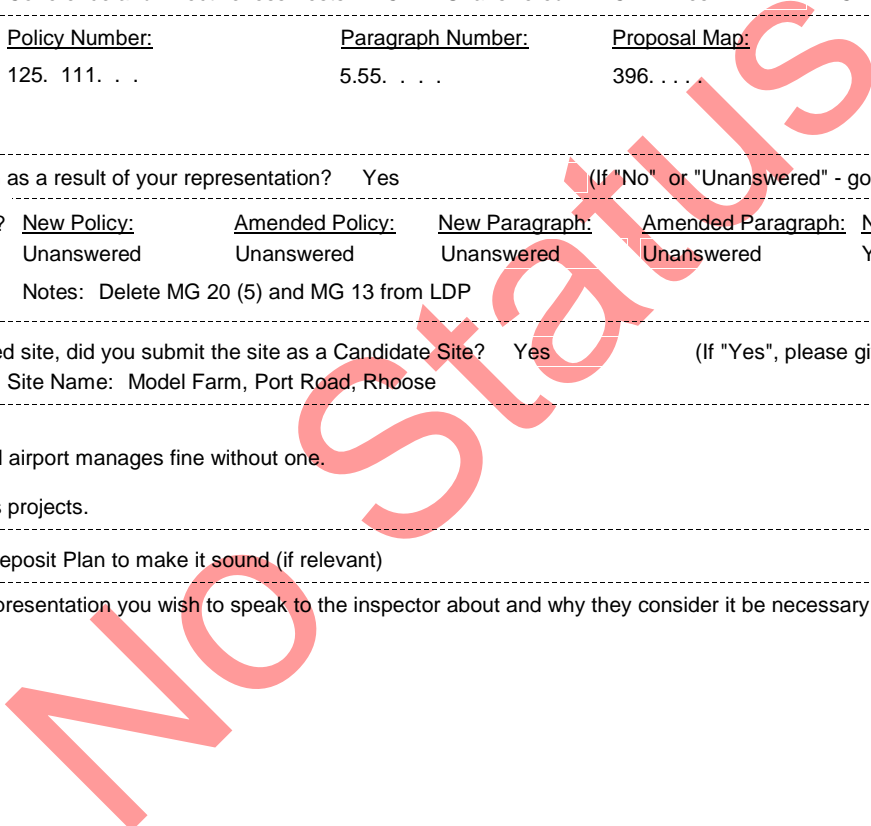 Policy Number: Paragraph Number: Proposal Map:
125. 111. . . 5.55. . . . 396. . . . .
as a result of your representation? Yes (If "No" or "Unanswered" - go
? New Policy: Amended Policy: New Paragraph: Amended Paragraph:
Unanswered Unanswered Unanswered Unanswered
Notes: Delete MG 20 (5) and MG 13 from LDP
ed site, did you submit the site as a Candidate Site? Yes (If "Yes", please gi
Site Name: Model Farm, Port Road, Rhoose
airport manages fine without one.
projects.
eposit Plan to make it sound (if relevant)
presentation you wish to speak to the inspector about and why they consider it be necessary
No Status